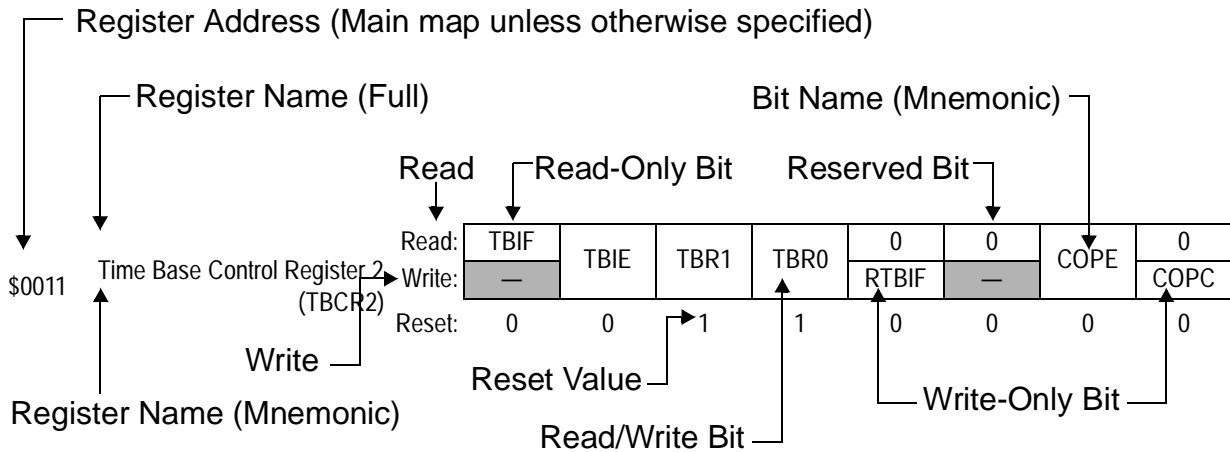 Register Address (Main map unless otherwise specified)
Register Name (Full)
Bit Name (Mnemonic)
Read
Read-Only Bit
Reserved Bit
Read: TBIF TBIE TBR1 TBR0 0 0 COPE 0
$0011 Time Base Control Register 2
(TBCR2)
Write: — RTBIF — COPC
Reset: 0 0 1 1 0 0 0 0
Write
Reset Value
Write-Only Bit
Register Name (Mnemonic)
Read/Write Bit